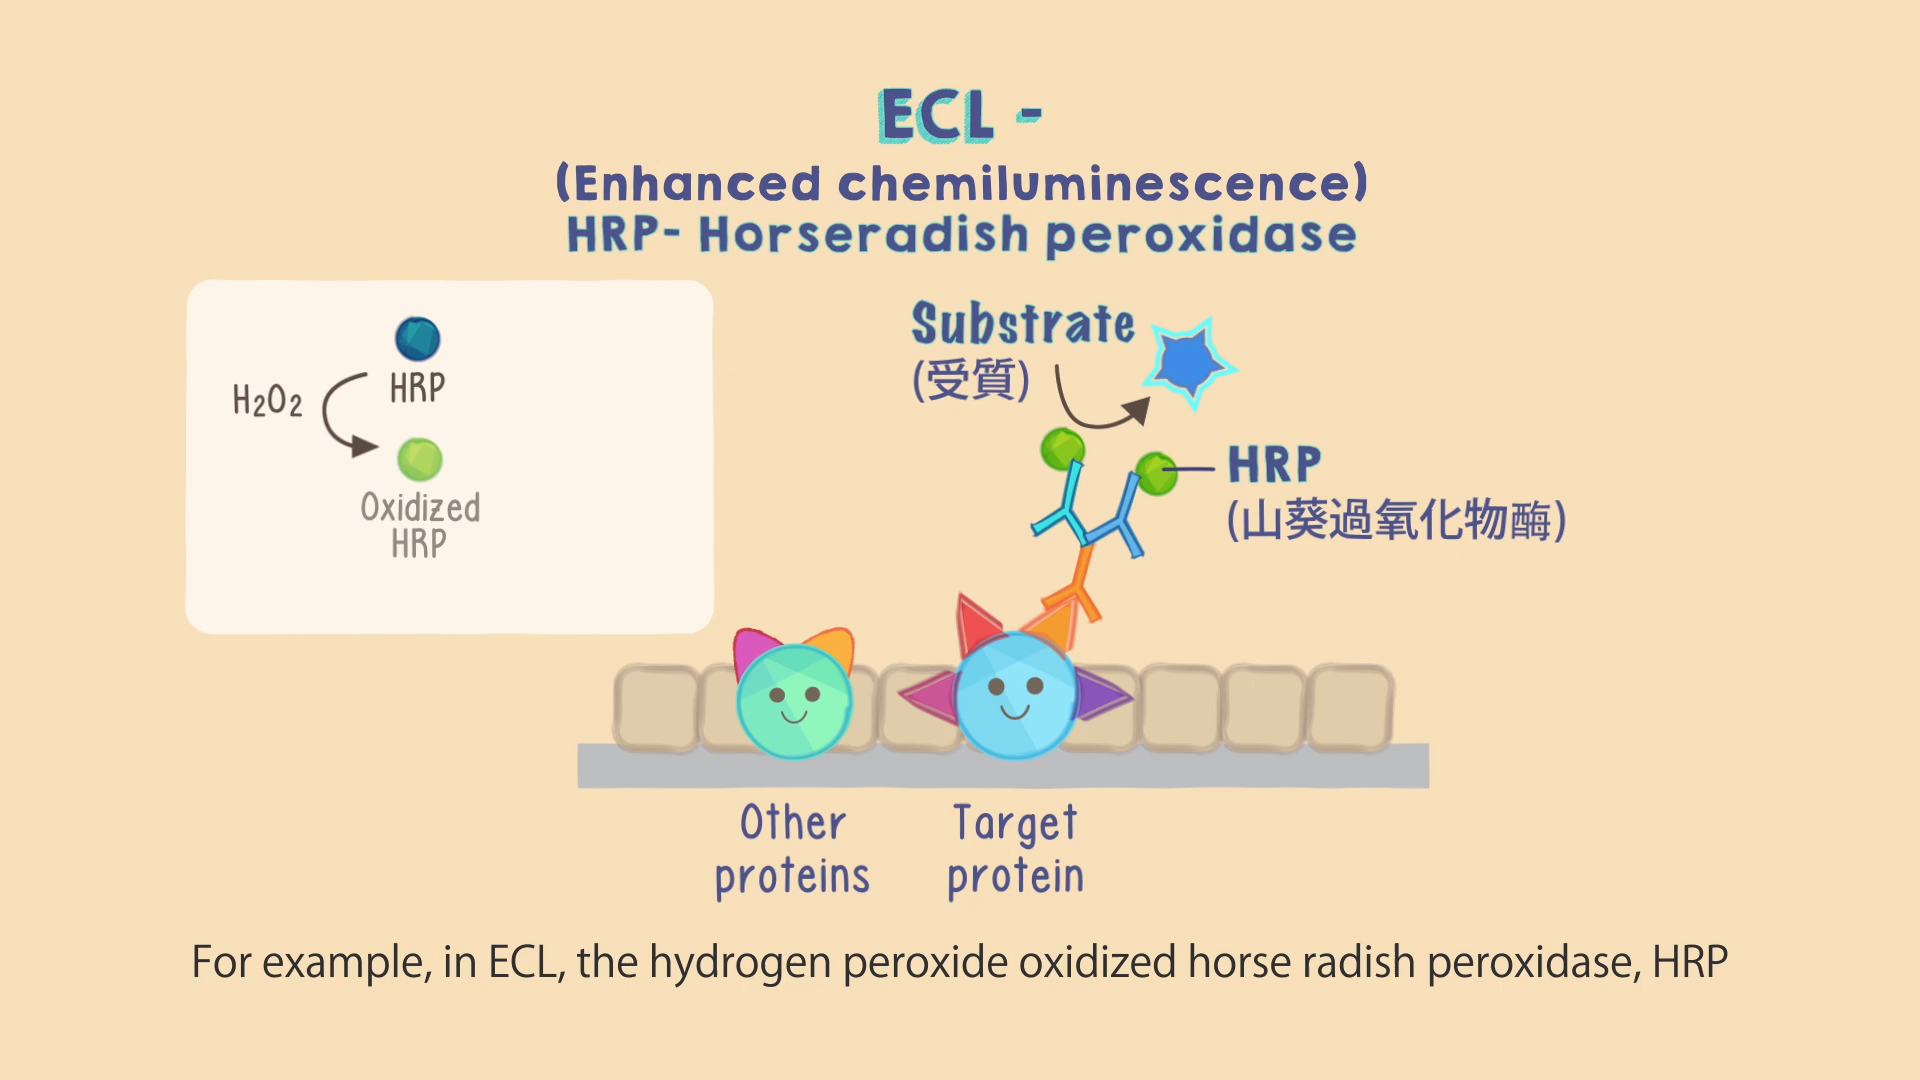 ECL -
(Enhanced chemiluminescence)
HRP- Horseradish peroxidase
HRP
H2O2
Oxidized
HRP
Substrate
(受質)
HRP
(山葵過氧化物酶)
Other
proteins
Target
protein
For example, in ECL, the hydrogen peroxide oxidized horse radish peroxidase, HRP